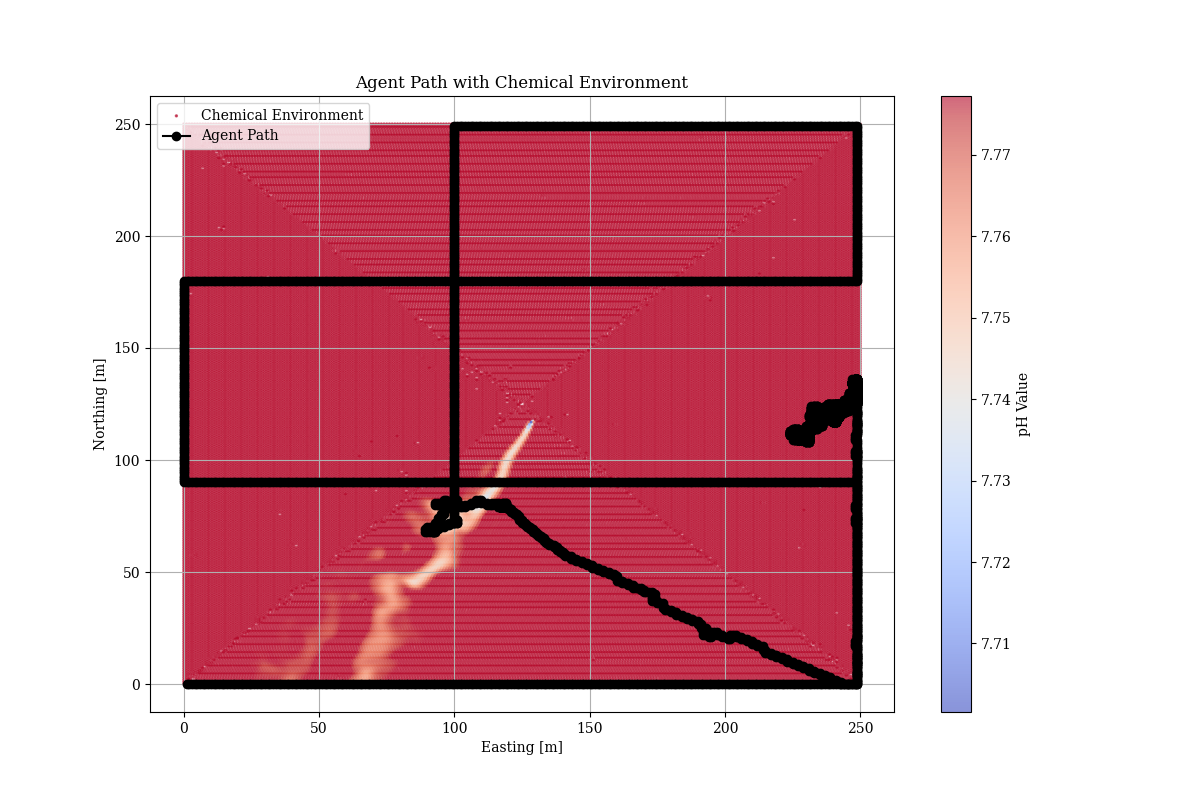 Agent Path with Chemical Environment
Chemical Environment
Agent Path
250
200
150
100
50
0
Northing [m]
0 50 100 150 200 250
Easting [m]
7.77
7.76
7.75
7.74
7.73
7.72
7.71
pH Value